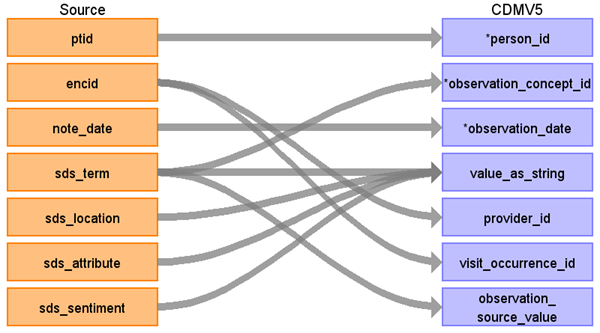 Source
CDMV5
ptid
*person_id
encid
*observation_concept_id
note_date
*observation_date
sds_term
value_as_string
sds_location
provider_id
sds_attribute
visit_occurrence_id
sds_sentiment
observation_
source_value